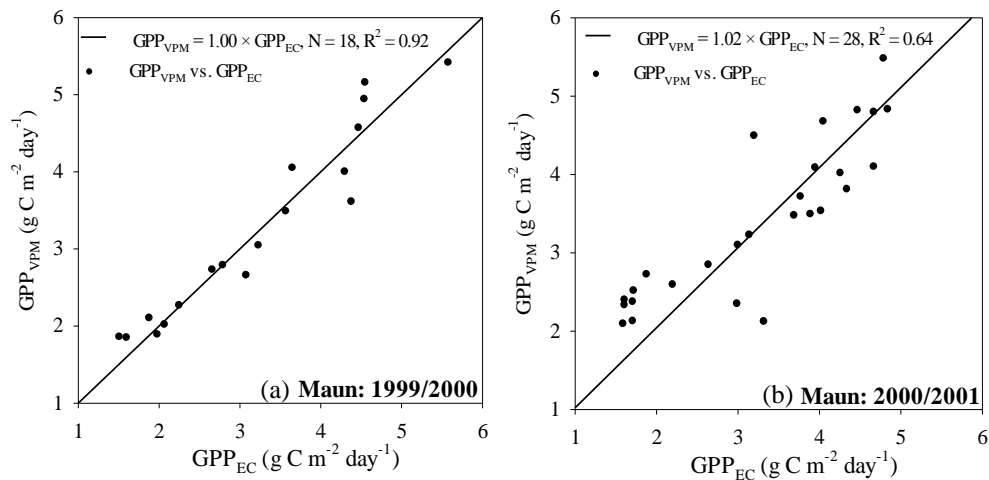 6
5
4
3
2
1
GPP_VPM (g C m⁻² day⁻¹)
GPP_VPM = 1.00 × GPP_EC, N = 18, R² = 0.92
GPP_VPM vs. GPP_EC
(a) Maun: 1999/2000
1 2 3 4 5 6
GPP_EC (g C m⁻² day⁻¹)
6
5
4
3
2
1
GPP_VPM (g C m⁻² day⁻¹)
GPP_VPM = 1.02 × GPP_EC, N = 28, R² = 0.64
GPP_VPM vs. GPP_EC
(b) Maun: 2000/2001
1 2 3 4 5 6
GPP_EC (g C m⁻² day⁻¹)